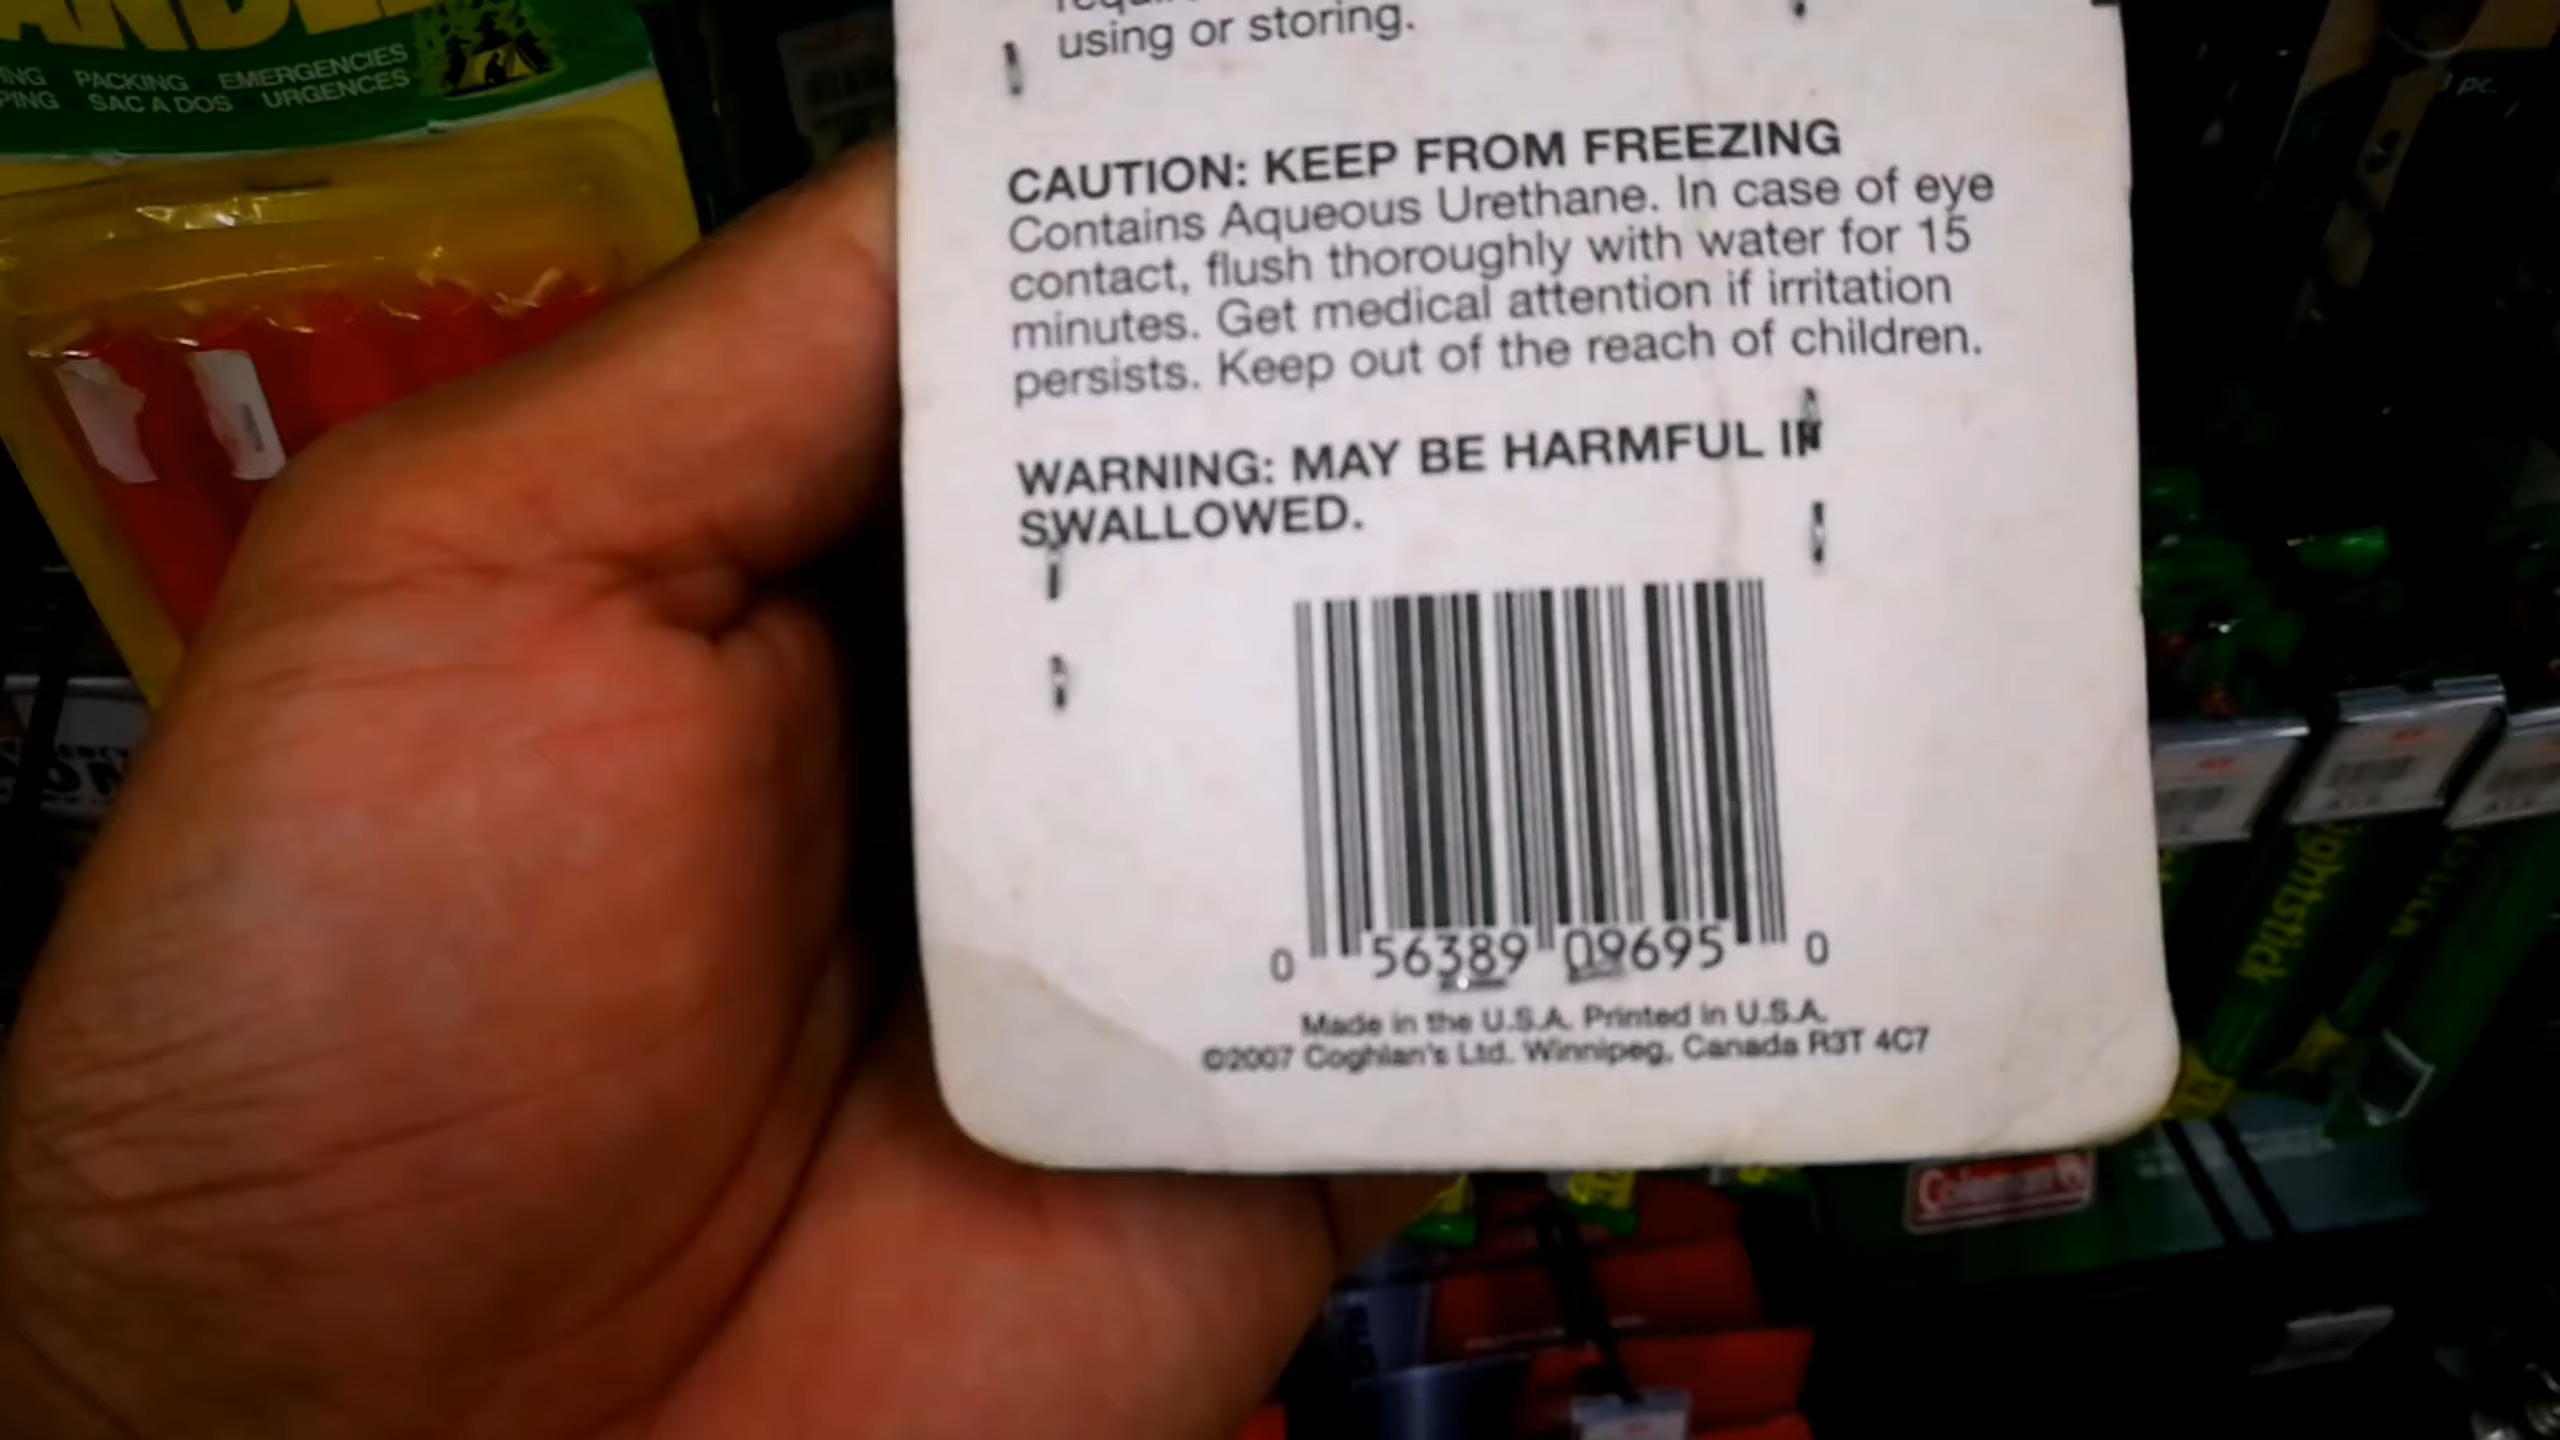 PACKING EMERGENCIES
SAC A DOS URGENCES
using or storing.
CAUTION: KEEP FROM FREEZING
Contains Aqueous Urethane. In case of eye
contact, flush thoroughly with water for 15
minutes. Get medical attention if irritation
persists. Keep out of the reach of children.
WARNING: MAY BE HARMFUL IF
SWALLOWED.
0 56389 09695 0
Made in the U.S.A. Printed in U.S.A.
©2007 Coghlan's Ltd. Winnipeg, Canada R3T 4C7
Coleman